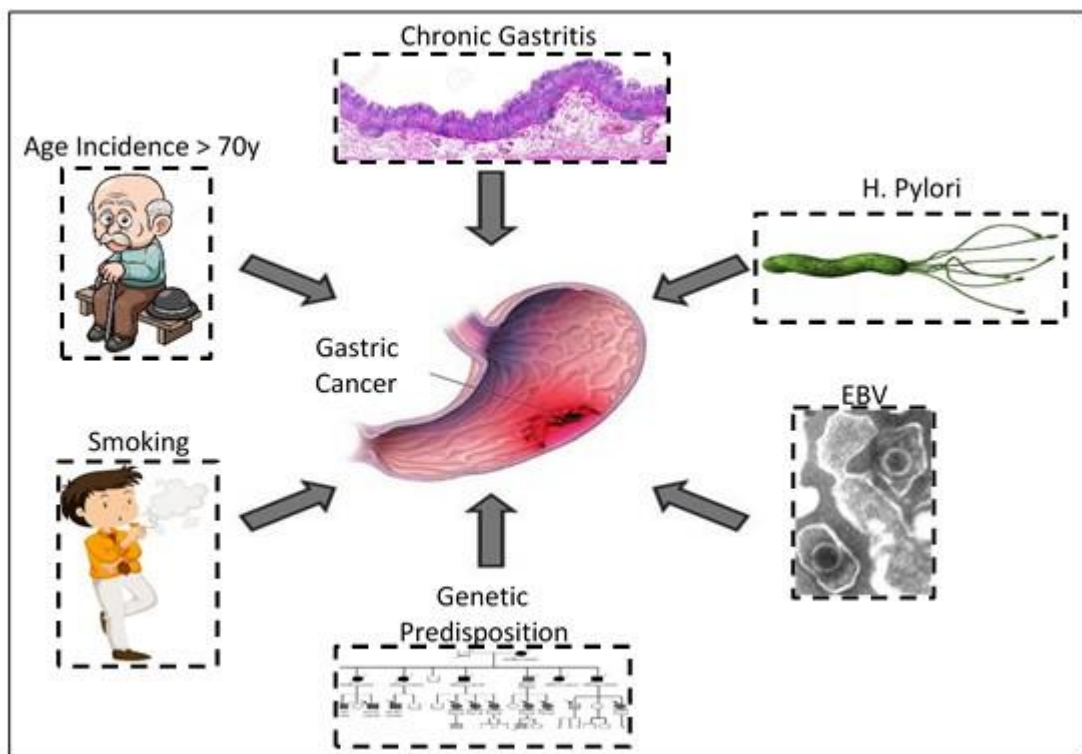 Chronic Gastritis
Age Incidence > 70y
H. Pylori
Gastric
Cancer
EBV
Smoking
Genetic
Predisposition